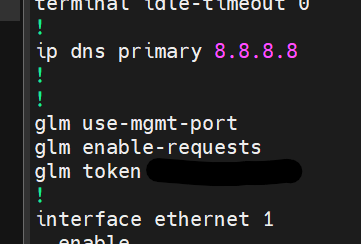 terminal idle-timeout 0
!
ip dns primary 8.8.8.8
!
!
glm use-mgmt-port
glm enable-requests
glm token
!
interface ethernet 1
enable